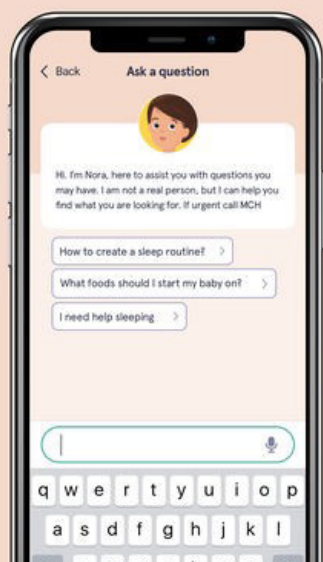 Back Ask a question
Hi. I'm Nora, here to assist you with questions you
may have. I am not a real person, but I can help you
find what you are looking for. If urgent call MCH
How to create a sleep routine?
What foods should I start my baby on?
I need help sleeping
q w e r t y u i o p
a s d f g h j k l